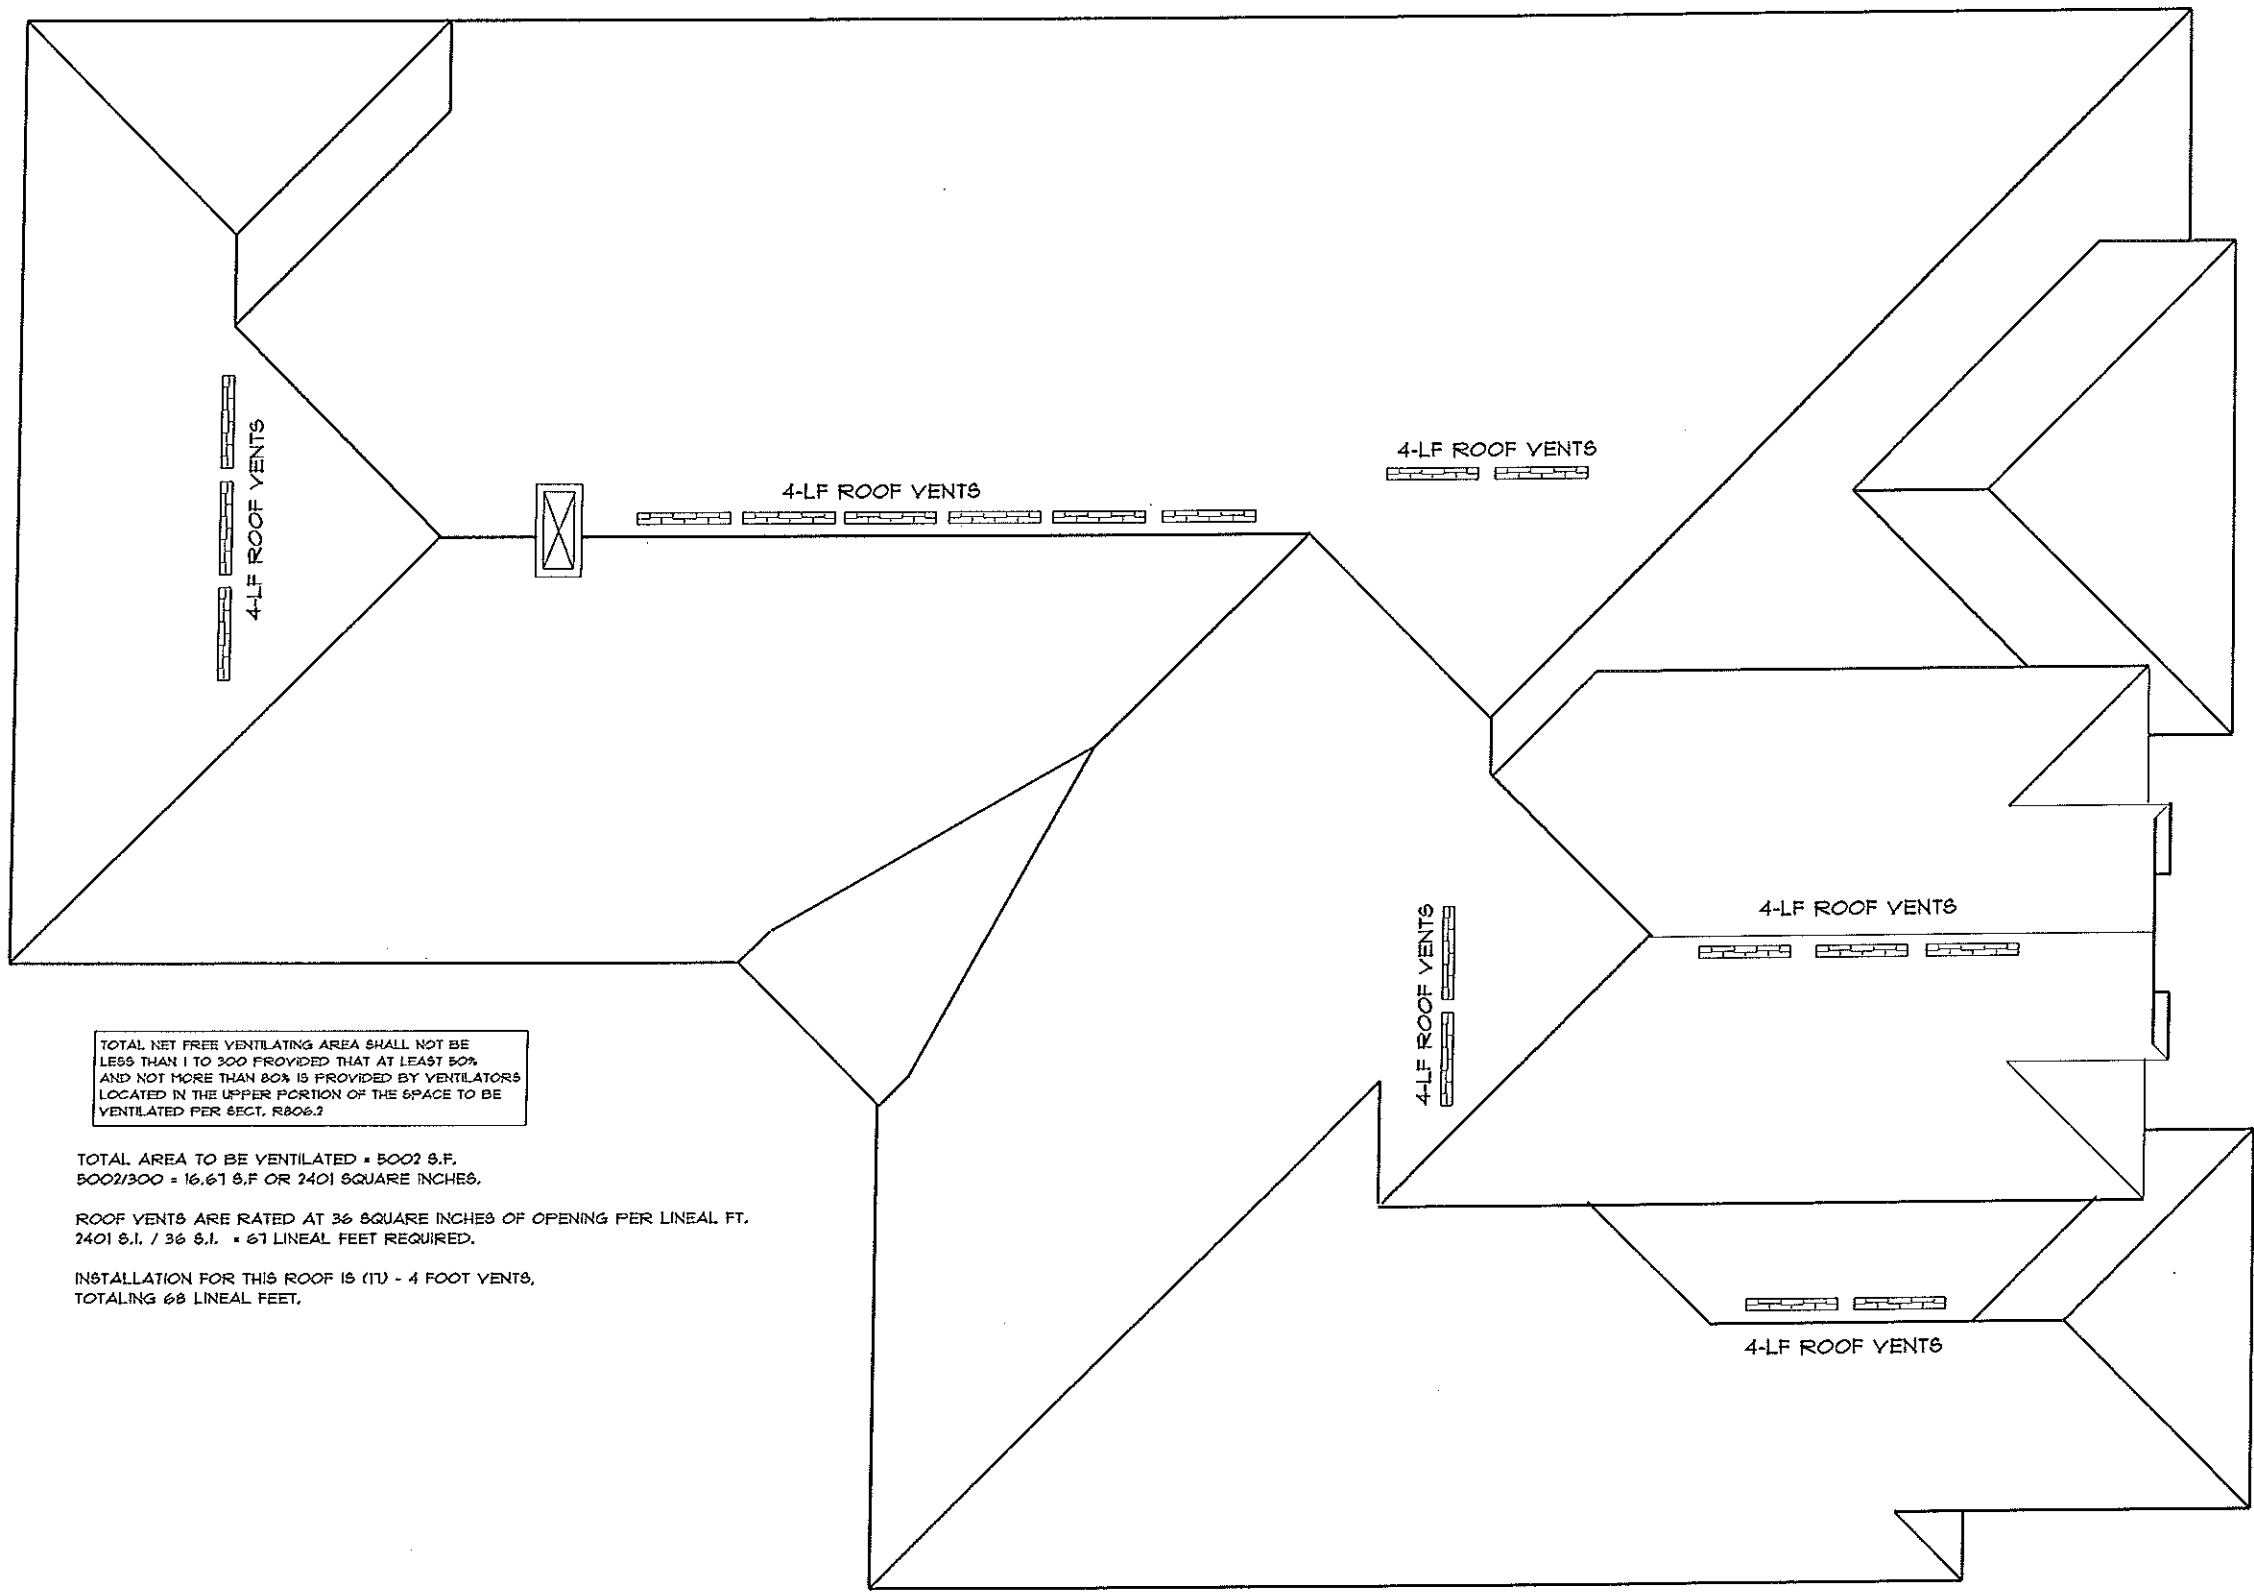 4-LF ROOF VENTS
4-LF ROOF VENTS
4-LF ROOF VENTS
4-LF ROOF VENTS
4-LF ROOF VENTS
4-LF ROOF VENTS
TOTAL NET FREE VENTILATING AREA SHALL NOT BE
LESS THAN 1 TO 300 PROVIDED THAT AT LEAST 50%
AND NOT MORE THAN 80% IS PROVIDED BY VENTILATORS
LOCATED IN THE UPPER PORTION OF THE SPACE TO BE
VENTILATED PER SECT. R806.2
TOTAL AREA TO BE VENTILATED = 5002 S.F.
5002/300 = 16.67 S.F OR 2401 SQUARE INCHES.
ROOF VENTS ARE RATED AT 36 SQUARE INCHES OF OPENING PER LINEAL FT.
2401 S.I. / 36 S.I. = 67 LINEAL FEET REQUIRED.
INSTALLATION FOR THIS ROOF IS (17) - 4 FOOT VENTS,
TOTALING 68 LINEAL FEET.